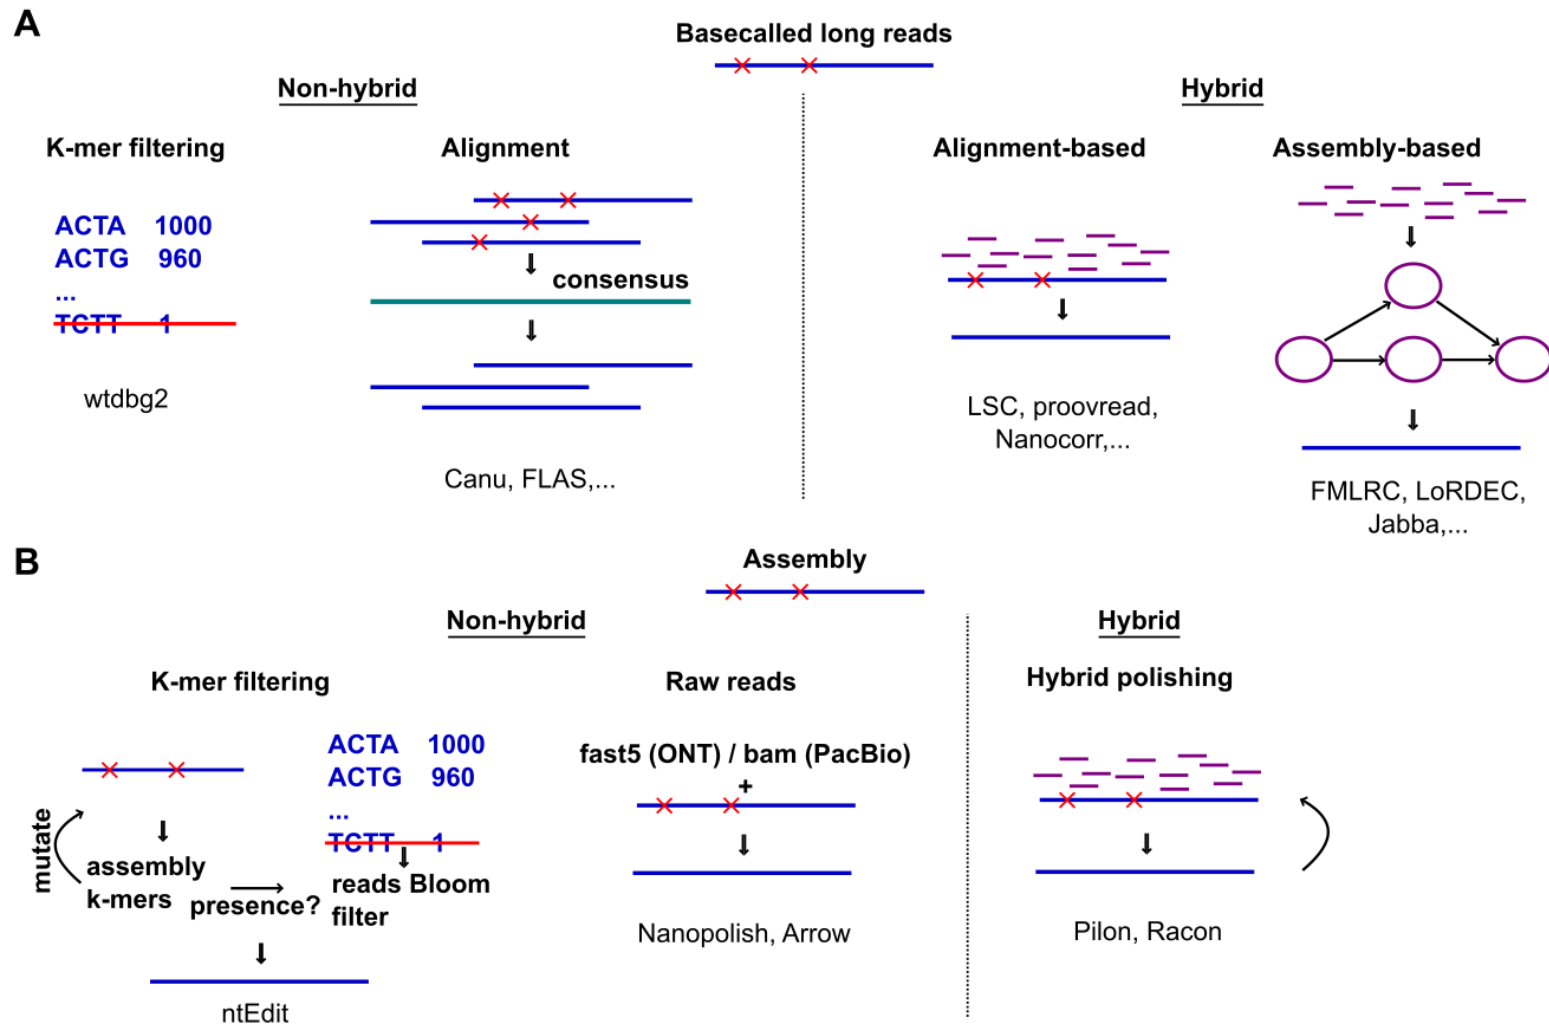 A
Basecalled long reads
Non-hybrid
Hybrid
K-mer filtering
Alignment
Alignment-based
Assembly-based
ACTA 1000
ACTG 960
...
TCTT 1
wtdbg2
consensus
Canu, FLAS,...
LSC, proovread,
Nanocorr,...
FMLRC, LoRDEC,
Jabba,...
B
Assembly
Non-hybrid
Hybrid
K-mer filtering
Raw reads
Hybrid polishing
mutate
assembly
k-mers
presence?
ACTA 1000
ACTG 960
...
TCTT 1
reads Bloom
filter
ntEdit
fast5 (ONT) / bam (PacBio)
+
Nanopolish, Arrow
Pilon, Racon